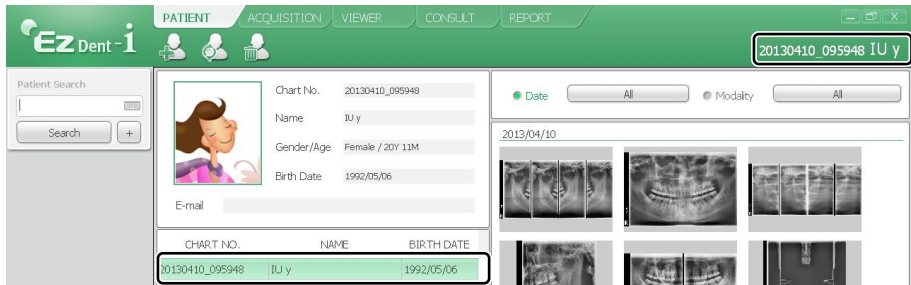 PATIENT ACQUISITION VIEWER CONSULT REPORT
Ez Dent-i
20130410_095948 IU y
Patient Search
Search +
Chart No. 20130410_095948
Name IU y
Gender/Age Female / 20Y 11M
Birth Date 1992/05/06
E-mail
CHART NO. NAME BIRTH DATE
20130410_095948 IU y 1992/05/06
Date All Modality All
2013/04/10